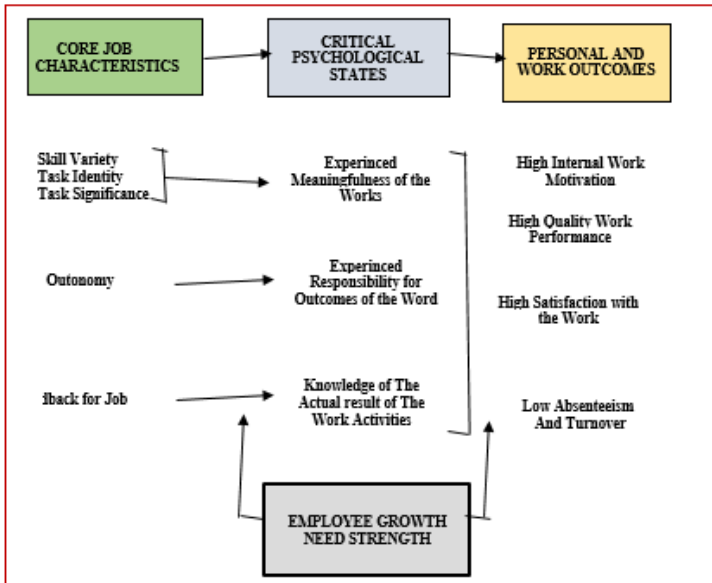 CORE JOB
CHARACTERISTICS
CRITICAL
PSYCHOLOGICAL
STATES
PERSONAL AND
WORK OUTCOMES
Skill Variety
Task Identity
Task Significance
Experinced
Meaningfulness of the
Works
High Internal Work
Motivation
High Quality Work
Performance
Outonomy
Experinced
Responsibility for
Outcomes of the Word
High Satisfaction with
the Work
dback for Job
Knowledge of The
Actual result of The
Work Activities
Low Absenteeism
And Turnover
EMPLOYEE GROWTH
NEED STRENGTH